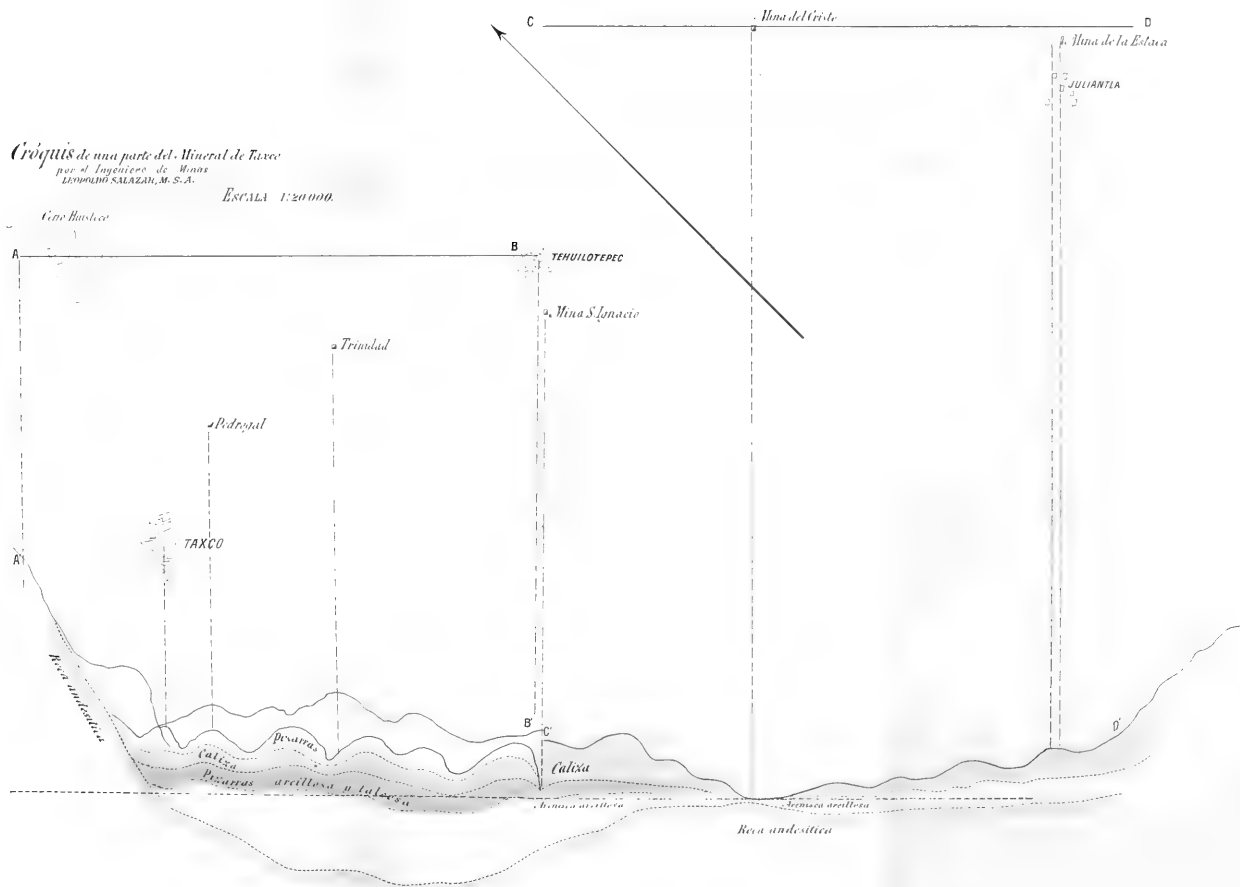 C
Mina del Cristo
D
Mina de la Estaca
JULIANTLA
Cróquis de una parte del Mineral de Taxco
por el Ingeniero de Minas
LEOPOLDO SALAZAR, M. S. A.
ESCALA 1:20000.
Cerro Huisteco
A
B
TEHUILOTEPEC
Mina S. Ignacio
Trinidad
Pedregal
TAXCO
A'
Roca andesitica
B'
C'
D'
Pizarras
Caliza
Caliza
Pizarras arcillosa y talcosa
arcillosa
arcillosa
Roca andesitica